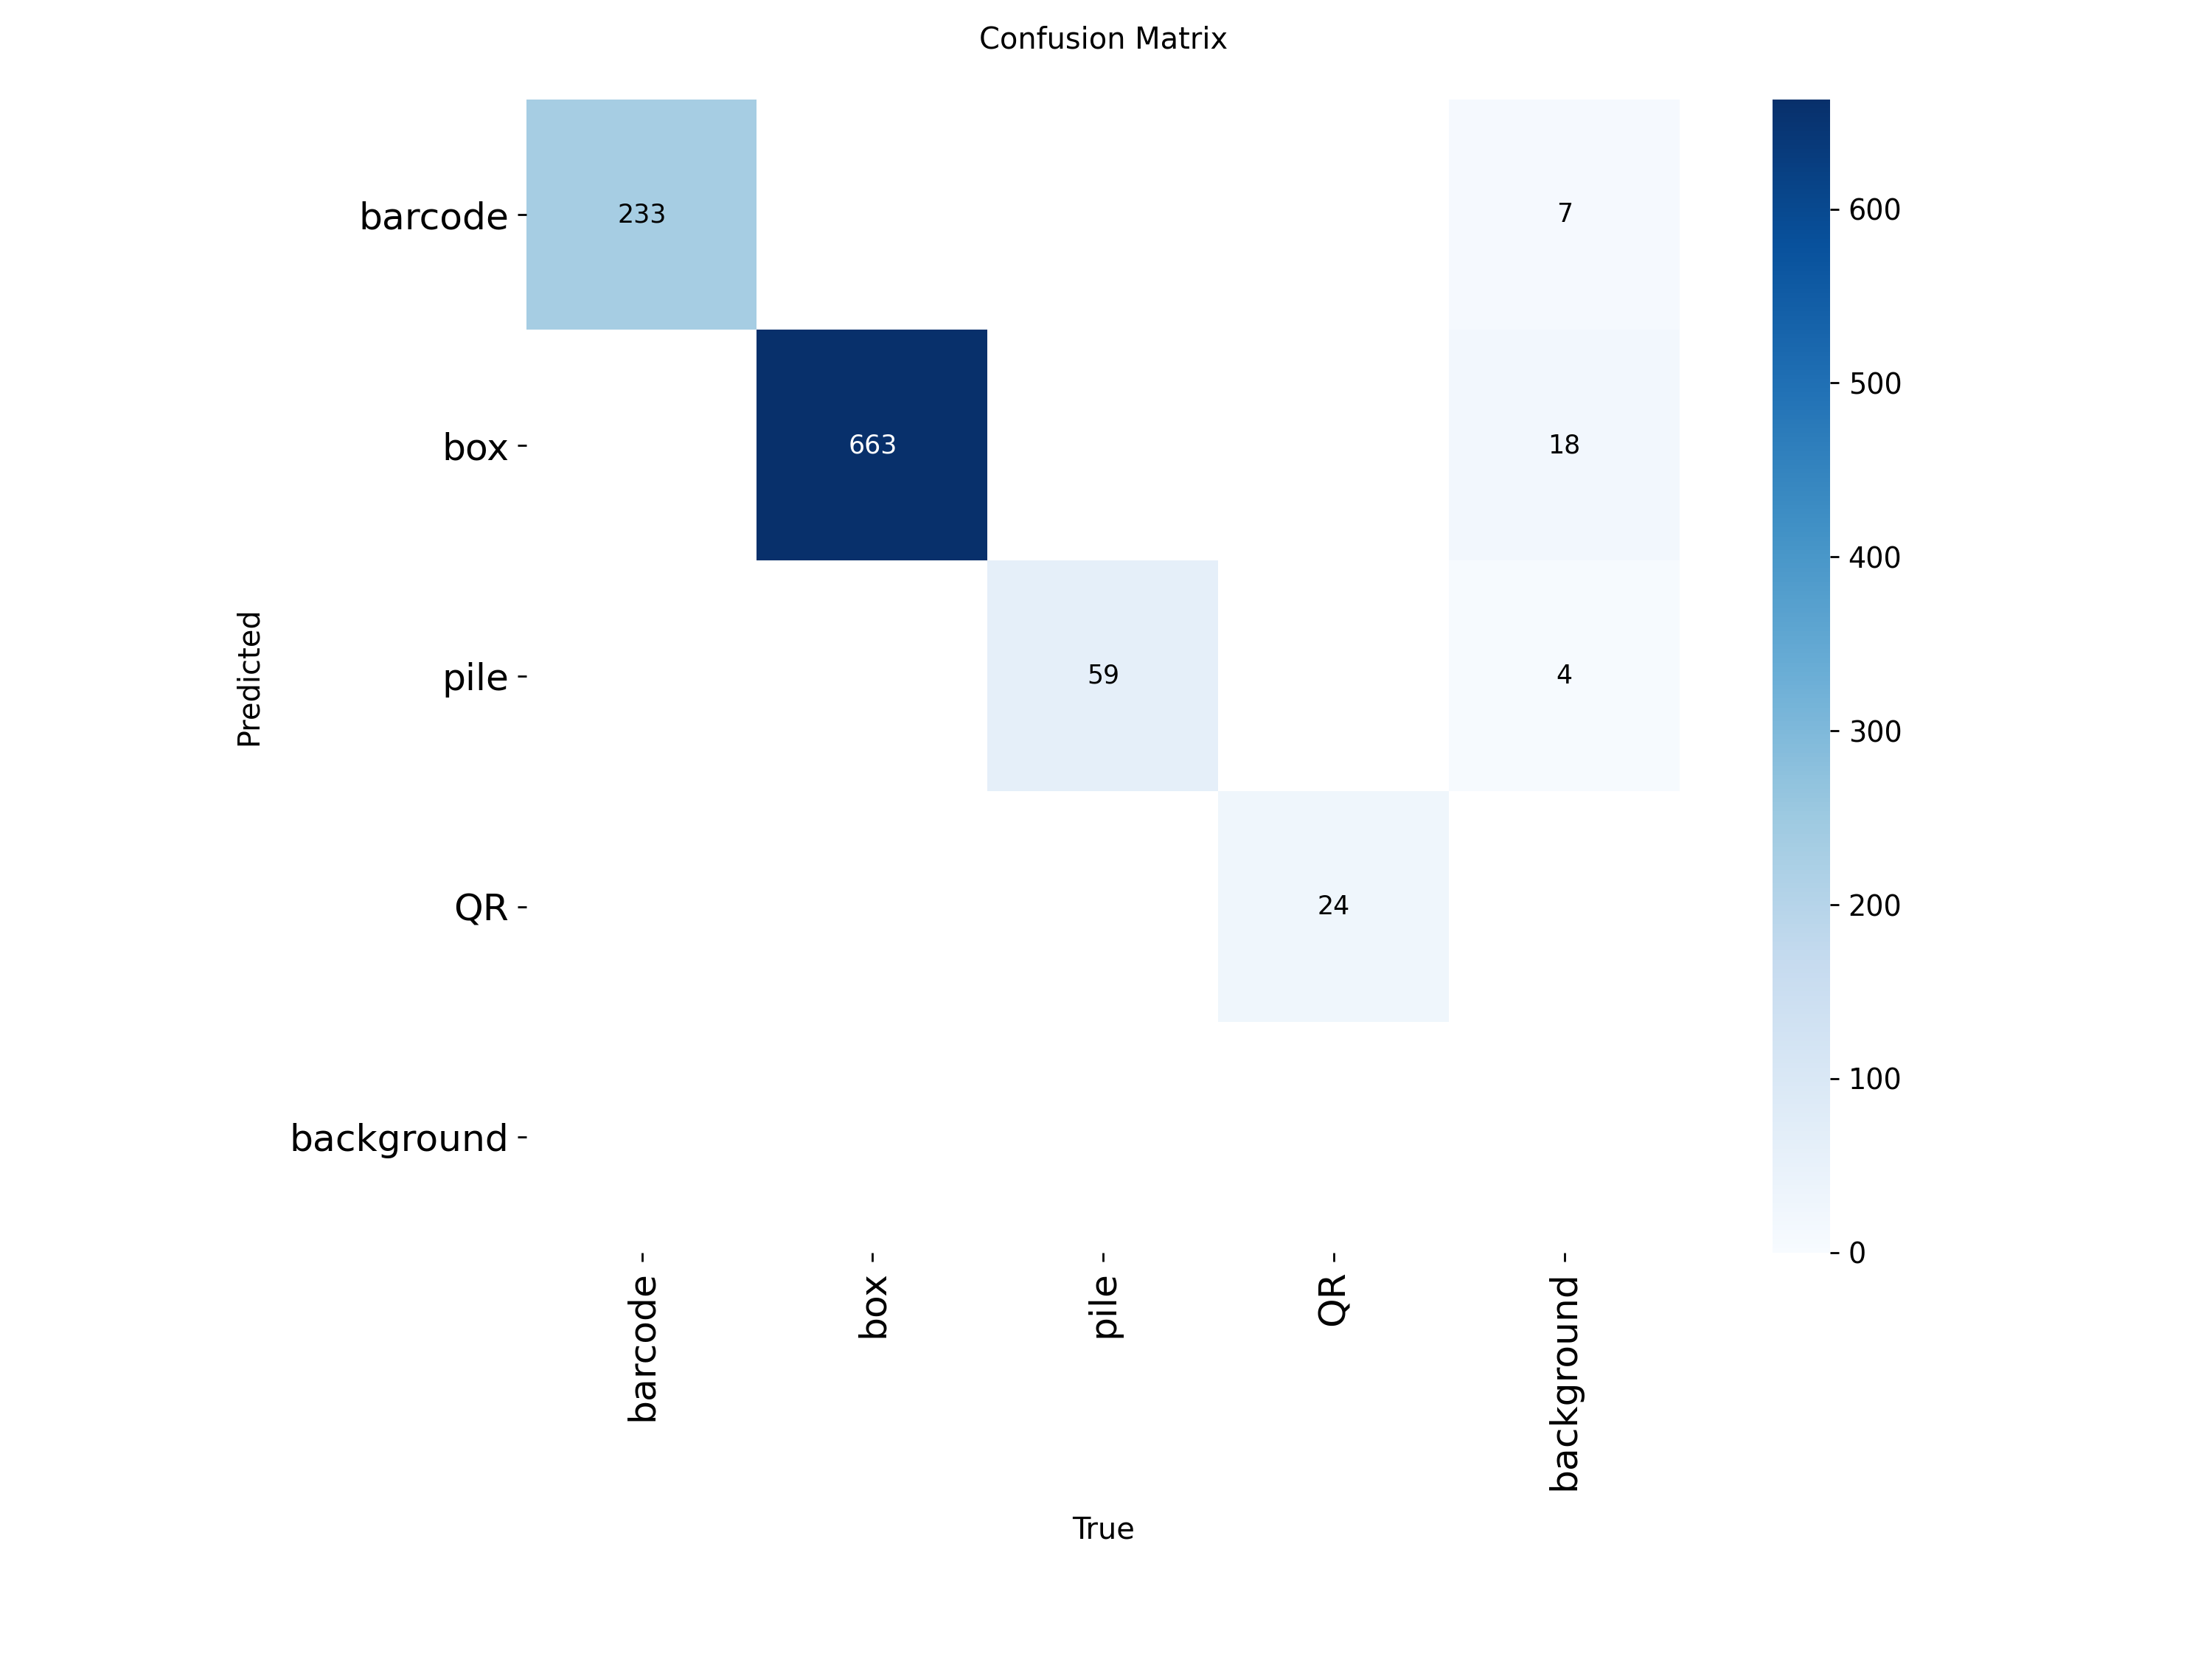 Confusion Matrix
barcode
233
7
600
box
663
18
500
400
Predicted
pile
59
4
300
QR
24
200
100
background
0
barcode
box
pile
QR
background
True